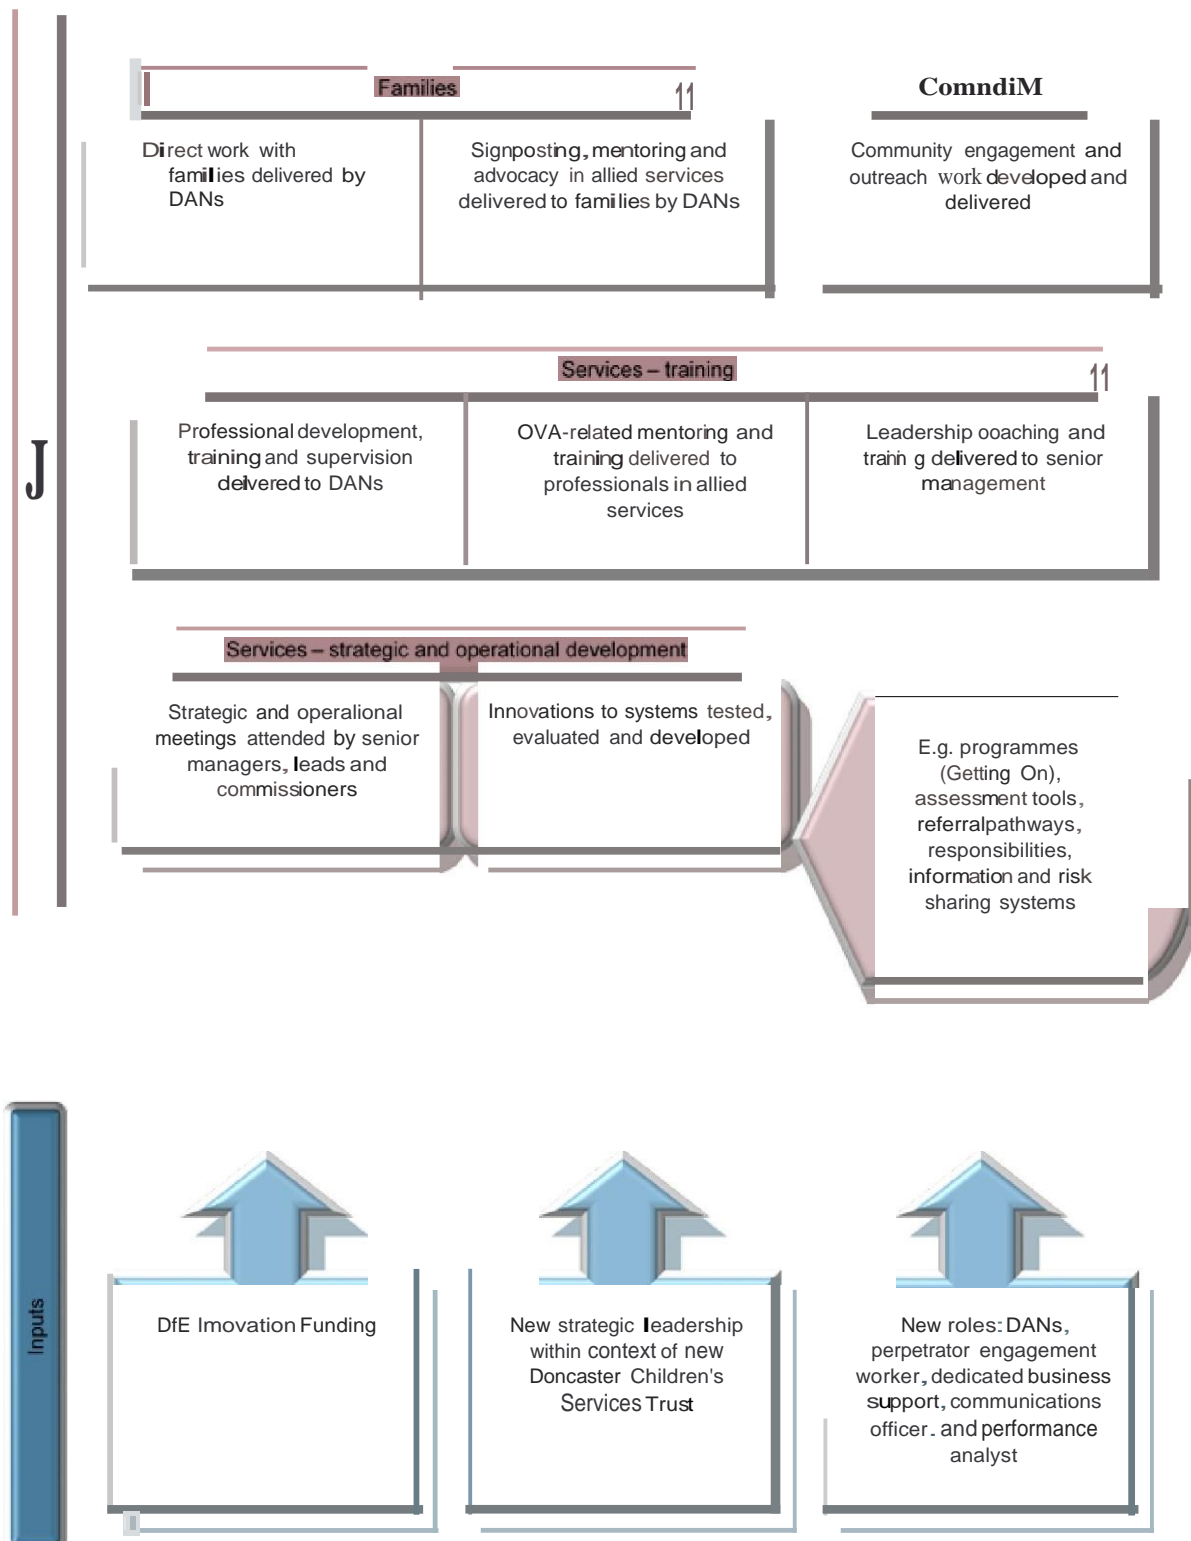 Families
11
ComndiM
Direct work with
families delivered by
DANs
Signposting, mentoring and
advocacy in allied services
delivered to families by DANs
Community engagement and
outreach work developed and
delivered
Services – training
11
J
Professional development,
training and supervision
delivered to DANs
OVA-related mentoring and
training delivered to
professionals in allied
services
Leadership ooaching and
trainin g delivered to senior
management
Services – strategic and operational development
Strategic and operalional
meetings attended by senior
managers, leads and
commissioners
Innovations to systems tested,
evaluated and developed
E.g. programmes
(Getting On),
assessment tools,
referralpathways,
responsibilities,
information and risk
sharing systems
Inputs
DfE Imovation Funding
New strategic leadership
within context of new
Doncaster Children's
Services Trust
New roles: DANs,
perpetrator engagement
worker, dedicated business
support, communications
officer. and performance
analyst